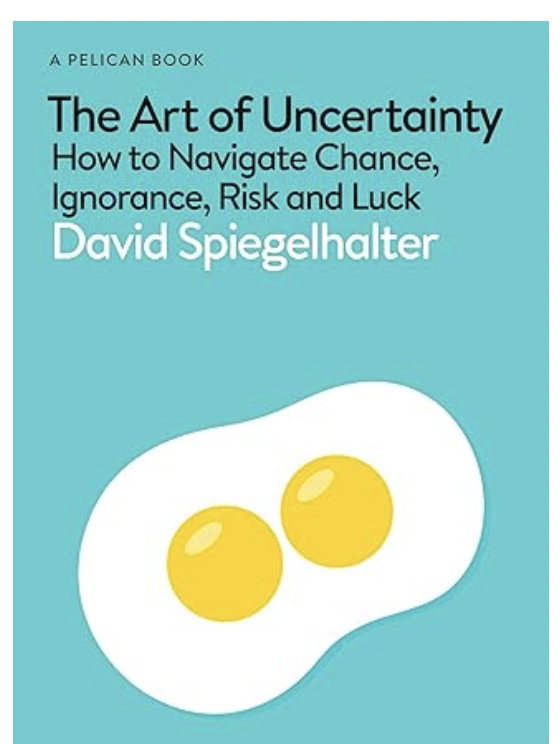 A PELICAN BOOK
The Art of Uncertainty
How to Navigate Chance,
Ignorance, Risk and Luck
David Spiegelhalter